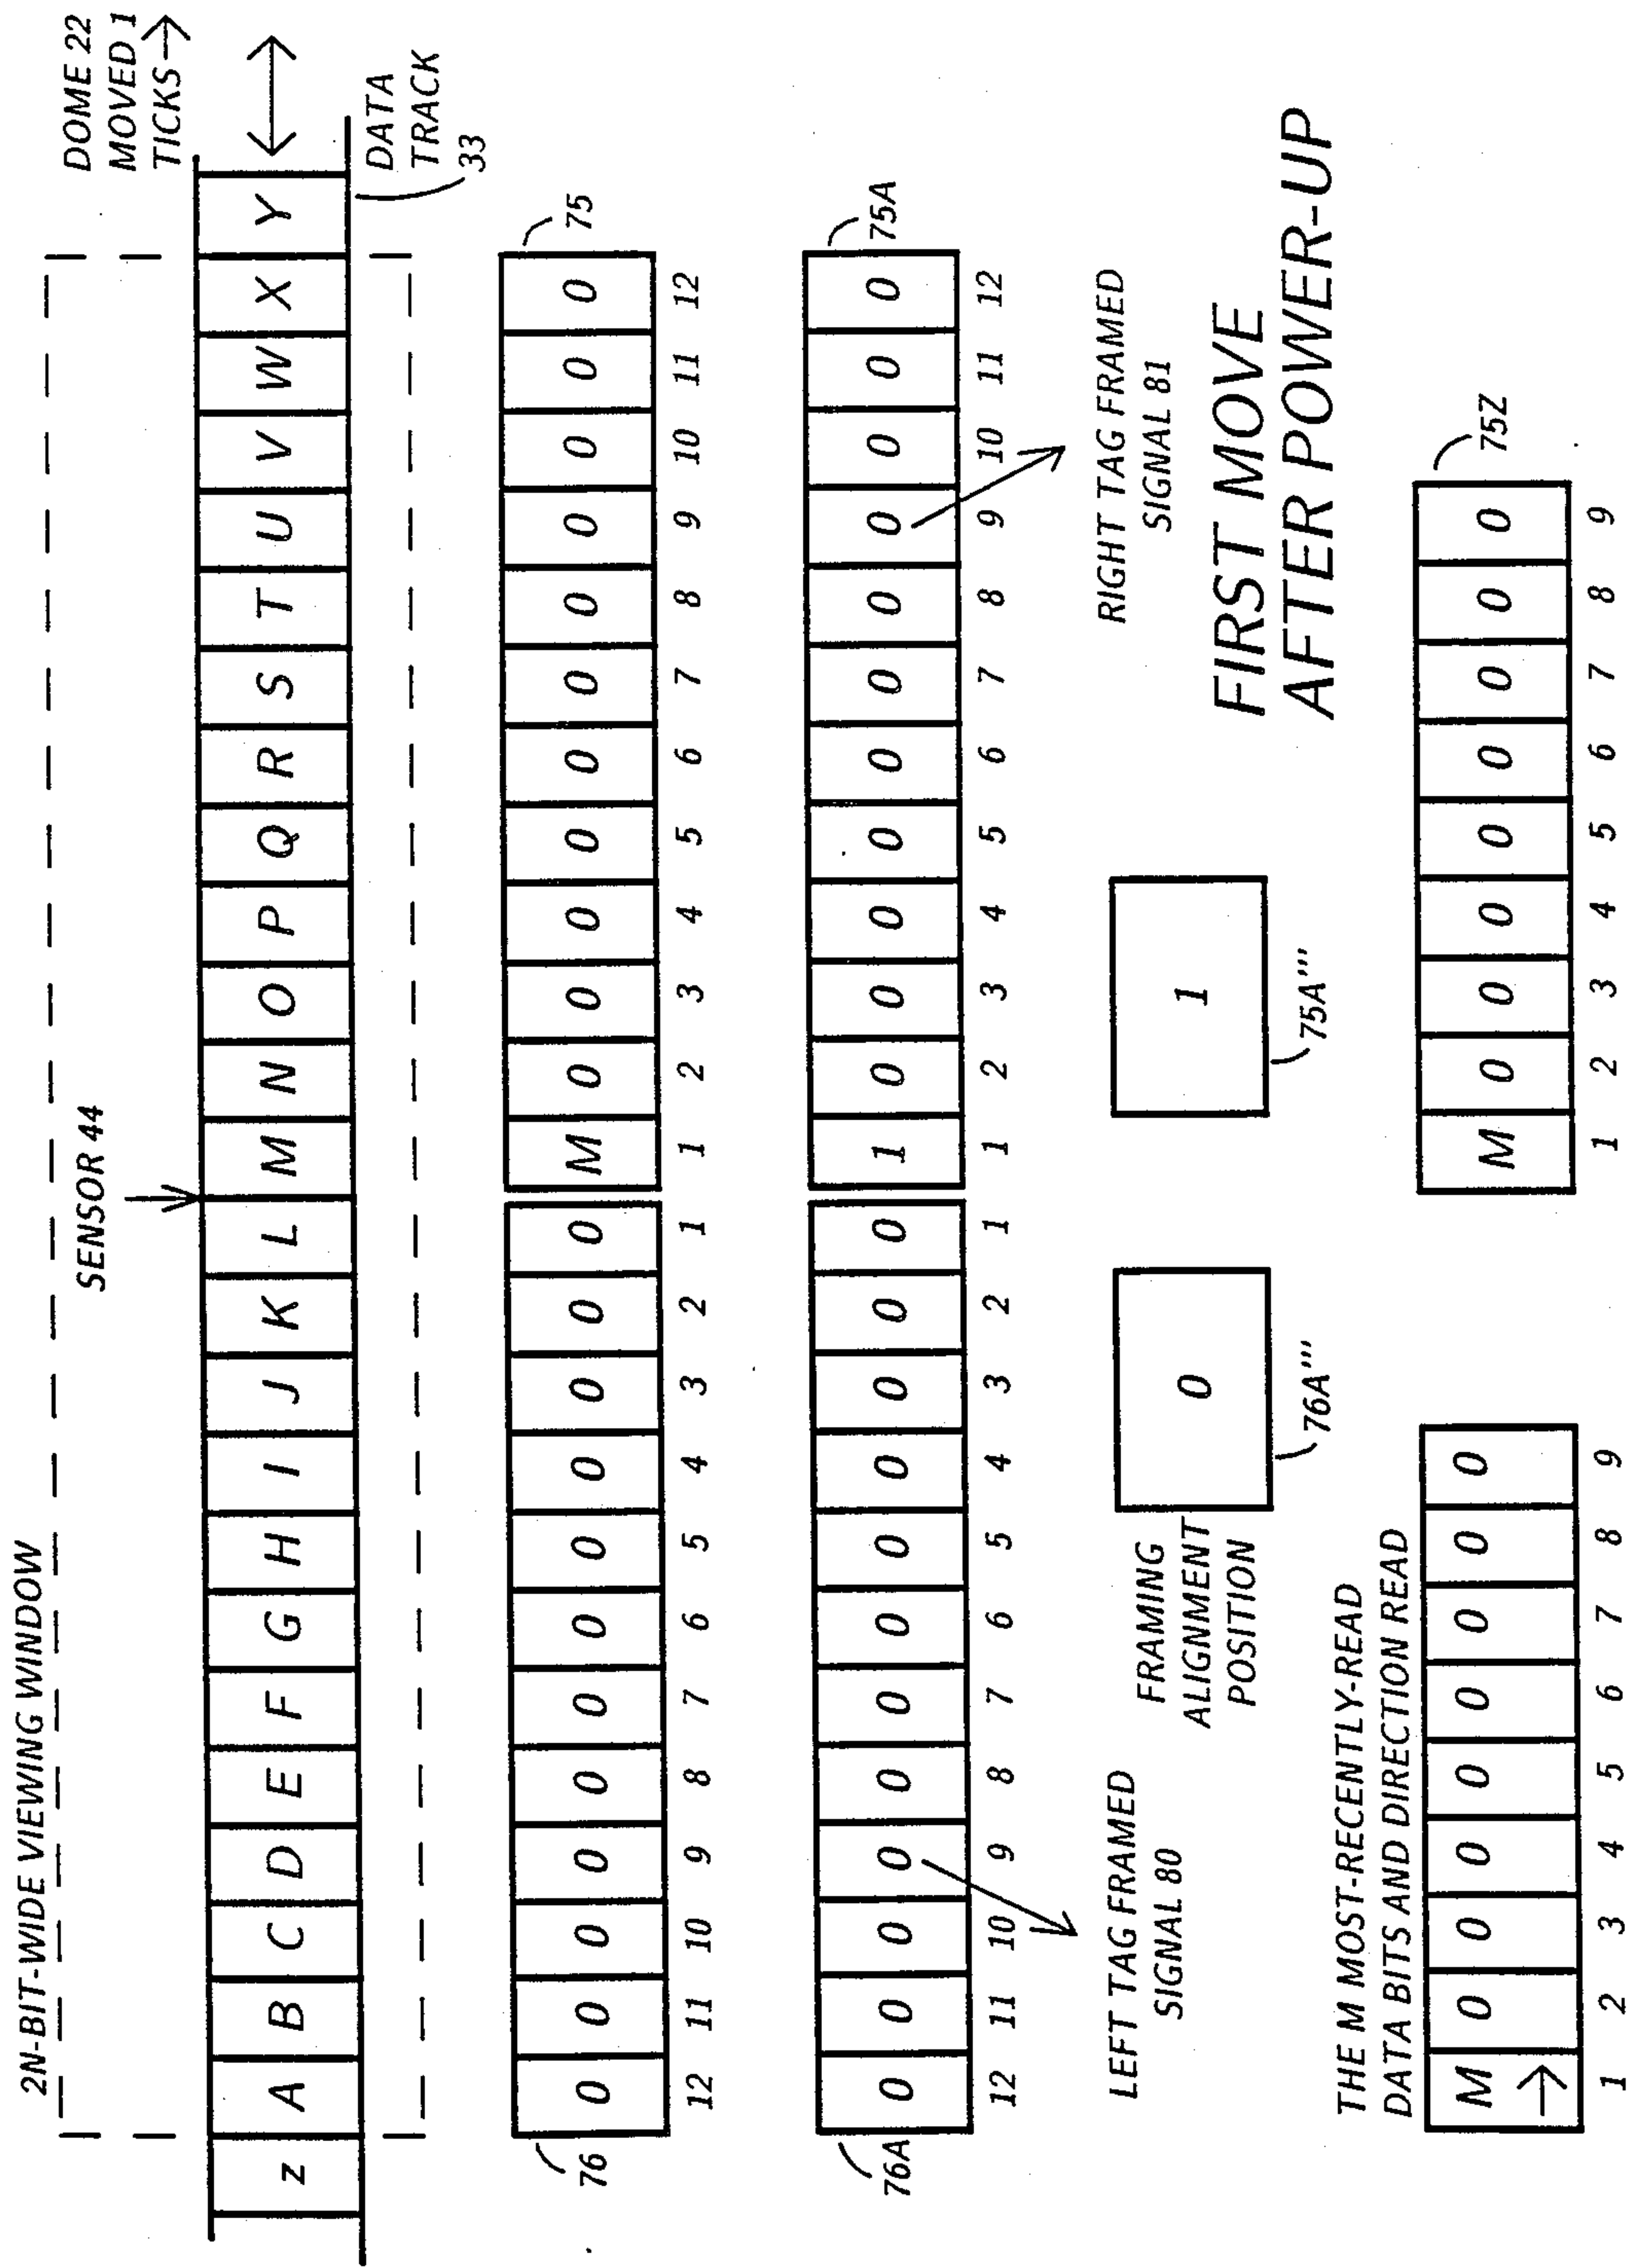 2N-BIT-WIDE VIEWING WINDOW
SENSOR 44
DOME 22
MOVED 1
TICKS→
z A B C D E F G H I J K L M N O P Q R S T U V W X Y
DATA
TRACK
33
76
0 0 0 0 0 0 0 0 0 0 0 0
12 11 10 9 8 7 6 5 4 3 2 1
M 0 0 0 0 0 0 0 0 0 0 0
1 2 3 4 5 6 7 8 9 10 11 12
75
76A
0 0 0 0 0 0 0 0 0 0 0 0
12 11 10 9 8 7 6 5 4 3 2 1
1 0 0 0 0 0 0 0 0 0 0 0
1 2 3 4 5 6 7 8 9 10 11 12
75A
LEFT TAG FRAMED
SIGNAL 80
FRAMING
ALIGNMENT
POSITION
0
76A'''
1
75A'''
RIGHT TAG FRAMED
SIGNAL 81
FIRST MOVE
AFTER POWER-UP
THE M MOST-RECENTLY-READ
DATA BITS AND DIRECTION READ
M 0 0 0 0 0 0 0 0
→
1 2 3 4 5 6 7 8 9
M 0 0 0 0 0 0 0 0
1 2 3 4 5 6 7 8 9
75Z